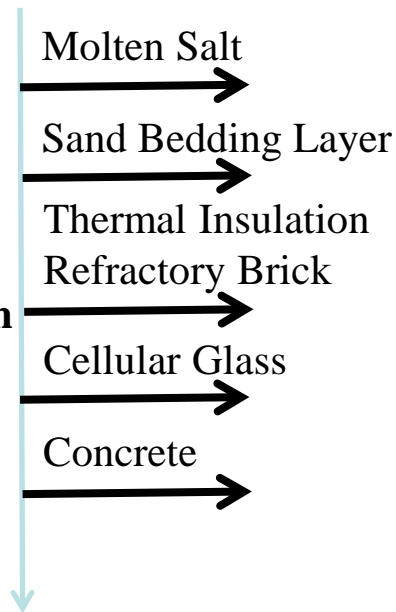 Molten Salt
Sand Bedding Layer
Thermal Insulation
Refractory Brick
Cellular Glass
Concrete